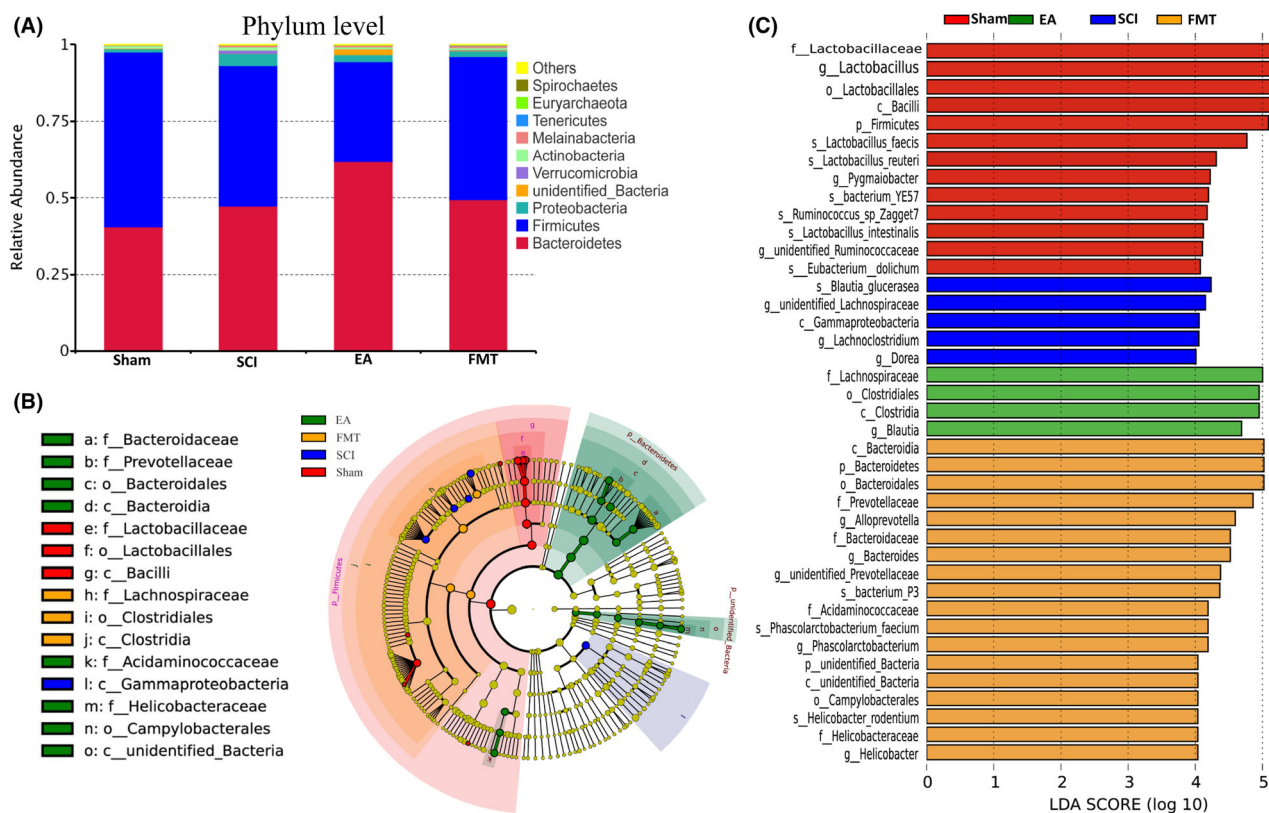 (A)
Phylum level
Relative Abundance
1
0.75
0.5
0.25
0
Sham
SCI
EA
FMT
Others
Spirochaetes
Euryarchaeota
Tenericutes
Melainabacteria
Actinobacteria
Verrucomicrobia
unidentified_Bacteria
Proteobacteria
Firmicutes
Bacteroidetes
(B)
a: f__Bacteroidaceae
b: f__Prevotellaceae
c: o__Bacteroidales
d: c__Bacteroidia
e: f__Lactobacillaceae
f: o__Lactobacillales
g: c__Bacilli
h: f__Lachnospiraceae
i: o__Clostridiales
j: c__Clostridia
k: f__Acidaminococcaceae
l: c__Gammaproteobacteria
m: f__Helicobacteraceae
n: o__Campylobacterales
o: c__unidentified_Bacteria
EA
FMT
SCI
Sham
p__Firmicutes
p__Bacteroidetes
p__unidentified_Bacteria
g
f
e
d
c
b
a
h
i
j
k
l
m
n
o
(C)
Sham
EA
SCI
FMT
f__Lactobacillaceae
g__Lactobacillus
o__Lactobacillales
c__Bacilli
p__Firmicutes
s__Lactobacillus_faecis
s__Lactobacillus_reuteri
g__Pygmaiobacter
s__bacterium_YE57
s__Ruminococcus_sp_Zagget7
s__Lactobacillus_intestinalis
g__unidentified_Ruminococcaceae
s___Eubacterium__dolichum
s__Blautia_glucerasea
g__unidentified_Lachnospiraceae
c__Gammaproteobacteria
g__Lachnoclostridium
g__Dorea
f__Lachnospiraceae
o__Clostridiales
c__Clostridia
g__Blautia
c__Bacteroidia
p__Bacteroidetes
o__Bacteroidales
f__Prevotellaceae
g__Alloprevotella
f__Bacteroidaceae
g__Bacteroides
g__unidentified_Prevotellaceae
s__bacterium_P3
f__Acidaminococcaceae
s__Phascolarctobacterium_faecium
g__Phascolarctobacterium
p__unidentified_Bacteria
c__unidentified_Bacteria
o__Campylobacterales
s__Helicobacter_rodentium
f__Helicobacteraceae
g__Helicobacter
0 1 2 3 4 5
LDA SCORE (log 10)